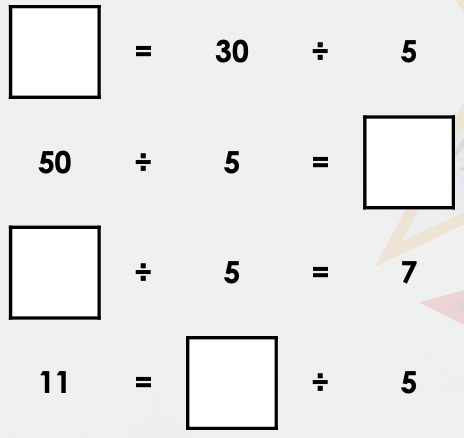 = 30 ÷ 5
50 ÷ 5 =
÷ 5 = 7
11 = ÷ 5